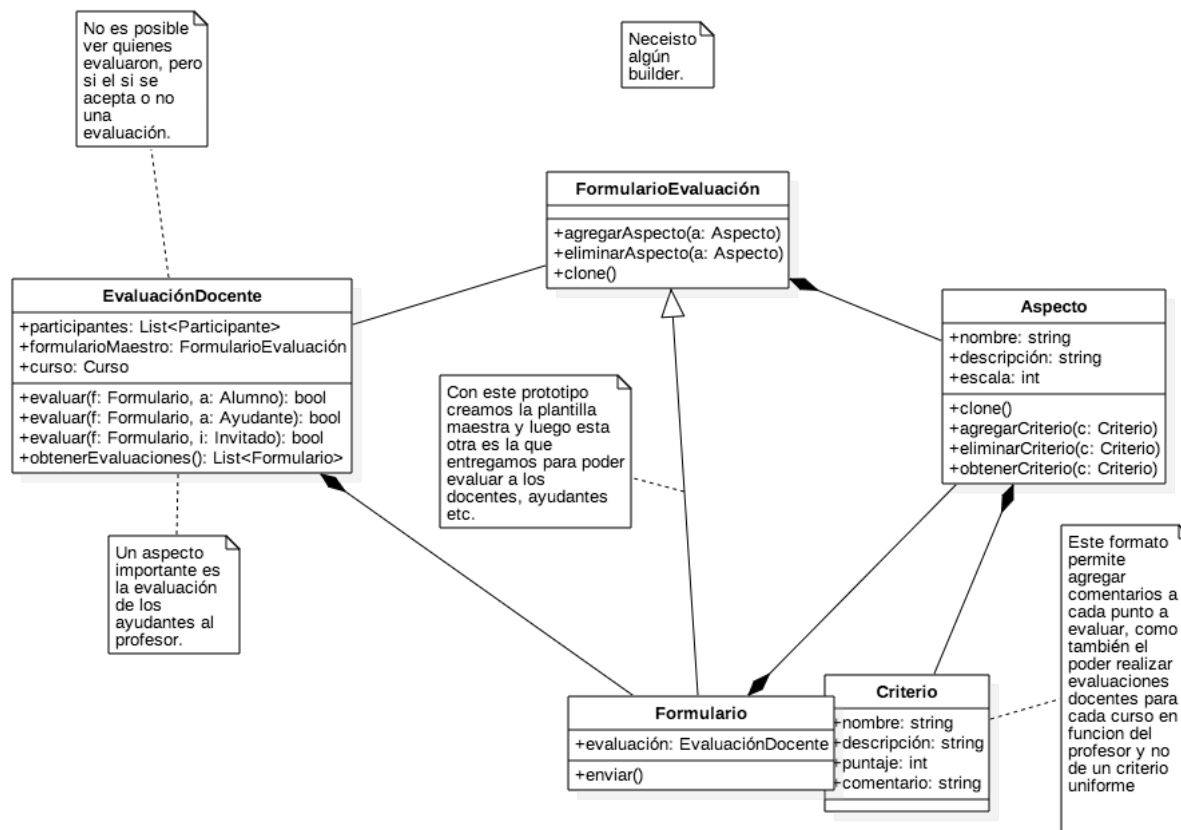 No es posible
ver quienes
evaluaron, pero
si el si se
acepta o no
una
evaluación.
Neceisto
algún
builder.
FormularioEvaluación
+agregarAspecto(a: Aspecto)
+eliminarAspecto(a: Aspecto)
+clone()
EvaluaciónDocente
+participantes: List<Participante>
+formularioMaestro: FormularioEvaluación
+curso: Curso
+evaluar(f: Formulario, a: Alumno): bool
+evaluar(f: Formulario, a: Ayudante): bool
+evaluar(f: Formulario, i: Invitado): bool
+obtenerEvaluaciones(): List<Formulario>
Aspecto
+nombre: string
+descripción: string
+escala: int
+clone()
+agregarCriterio(c: Criterio)
+eliminarCriterio(c: Criterio)
+obtenerCriterio(c: Criterio)
Con este prototipo
creamos la plantilla
maestra y luego esta
otra es la que
entregamos para poder
evaluar a los
docentes, ayudantes
etc.
Un aspecto
importante es
la evaluación
de los
ayudantes al
profesor.
Este formato
permite
agregar
comentarios a
cada punto a
evaluar, como
también el
poder realizar
evaluaciones
docentes para
cada curso en
funcion del
profesor y no
de un criterio
uniforme
Formulario
+evaluación: EvaluaciónDocente
+enviar()
Criterio
+nombre: string
+descripción: string
+puntaje: int
+comentario: string